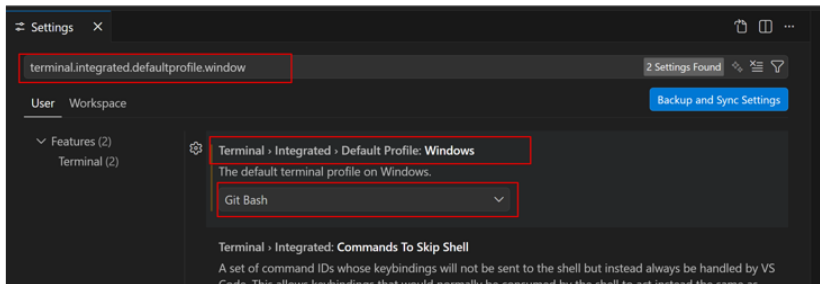 Settings
terminal.integrated.defaultprofile.window
2 Settings Found
User Workspace
Backup and Sync Settings
Features (2)
Terminal (2)
Terminal › Integrated › Default Profile: Windows
The default terminal profile on Windows.
Git Bash
Terminal › Integrated: Commands To Skip Shell
A set of command IDs whose keybindings will not be sent to the shell but instead always be handled by VS
Code. This allows keybindings that would normally be consumed by the shell to act instead the same as